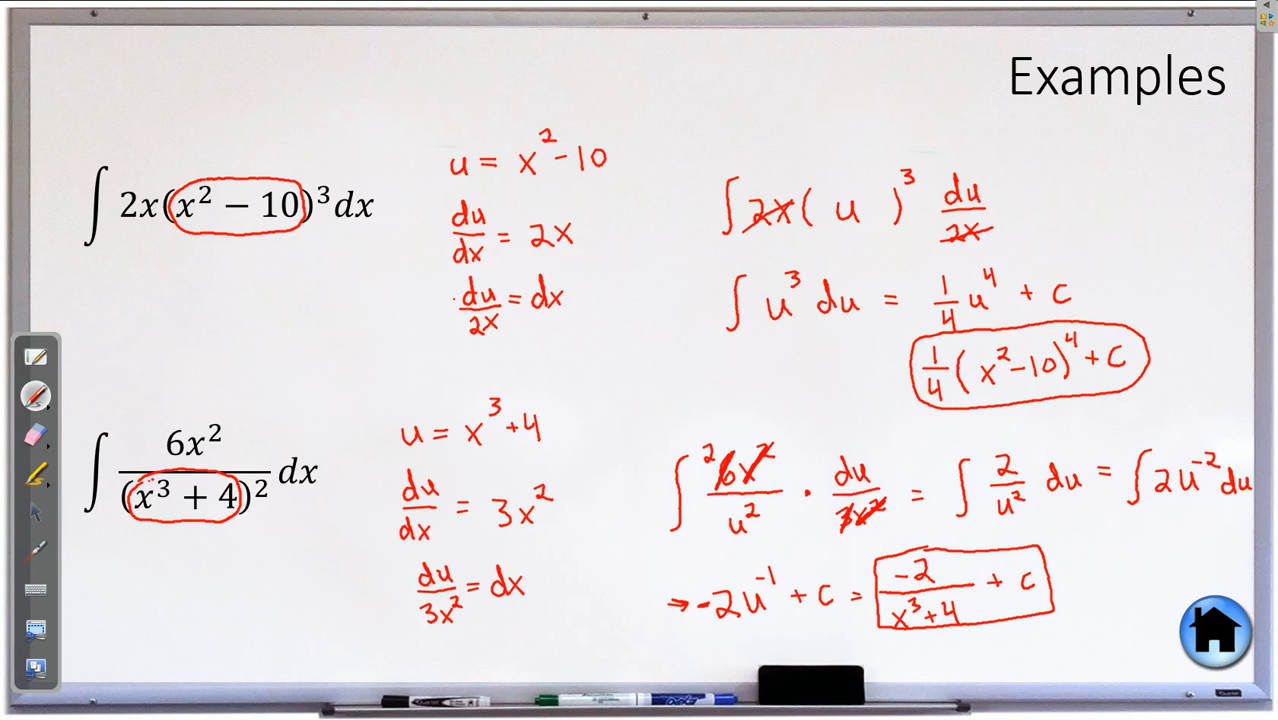 Examples
∫ 2x(x² − 10)³ dx
u = x² - 10
du/dx = 2x
du/2x = dx
∫ 2x ( u )³ du/2x
∫ u³ du = 1/4 u⁴ + c
1/4 (x² - 10)⁴ + c
∫ 6x²/(x³ + 4)² dx
u = x³ + 4
du/dx = 3x²
du/3x² = dx
∫ ² 6x²/u² · du/3x² = ∫ 2/u² du = ∫ 2u⁻² du
→ -2u⁻¹ + c = -2/(x³ + 4) + c